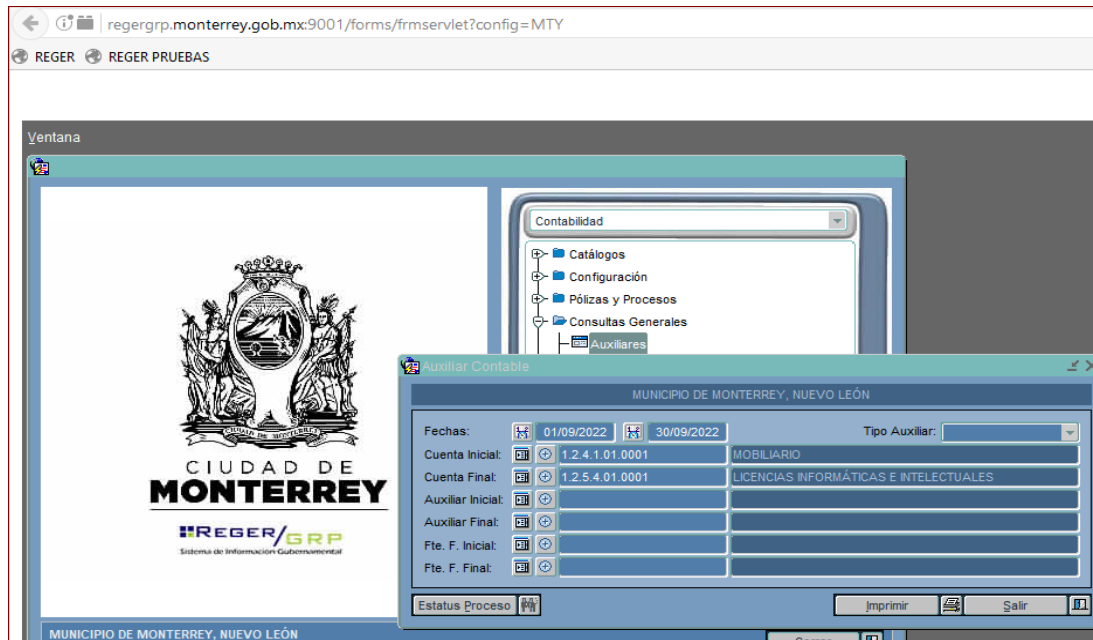 regergrp.monterrey.gob.mx:9001/forms/frmservlet?config=MTY
REGER REGER PRUEBAS
Ventana
Contabilidad
Catálogos
Configuración
Pólizas y Procesos
Consultas Generales
Auxiliares
CIUDAD DE MONTERREY
CIUDAD DE
MONTERREY
REGER/GRP
Sistema de Información Gubernamental
Auxiliar Contable
MUNICIPIO DE MONTERREY, NUEVO LEÓN
Fechas: 01/09/2022 30/09/2022 Tipo Auxiliar:
Cuenta Inicial: 1.2.4.1.01.0001 MOBILIARIO
Cuenta Final: 1.2.5.4.01.0001 LICENCIAS INFORMÁTICAS E INTELECTUALES
Auxiliar Inicial:
Auxiliar Final:
Fte. F. Inicial:
Fte. F. Final:
Estatus Proceso Imprimir Salir
MUNICIPIO DE MONTERREY, NUEVO LEÓN